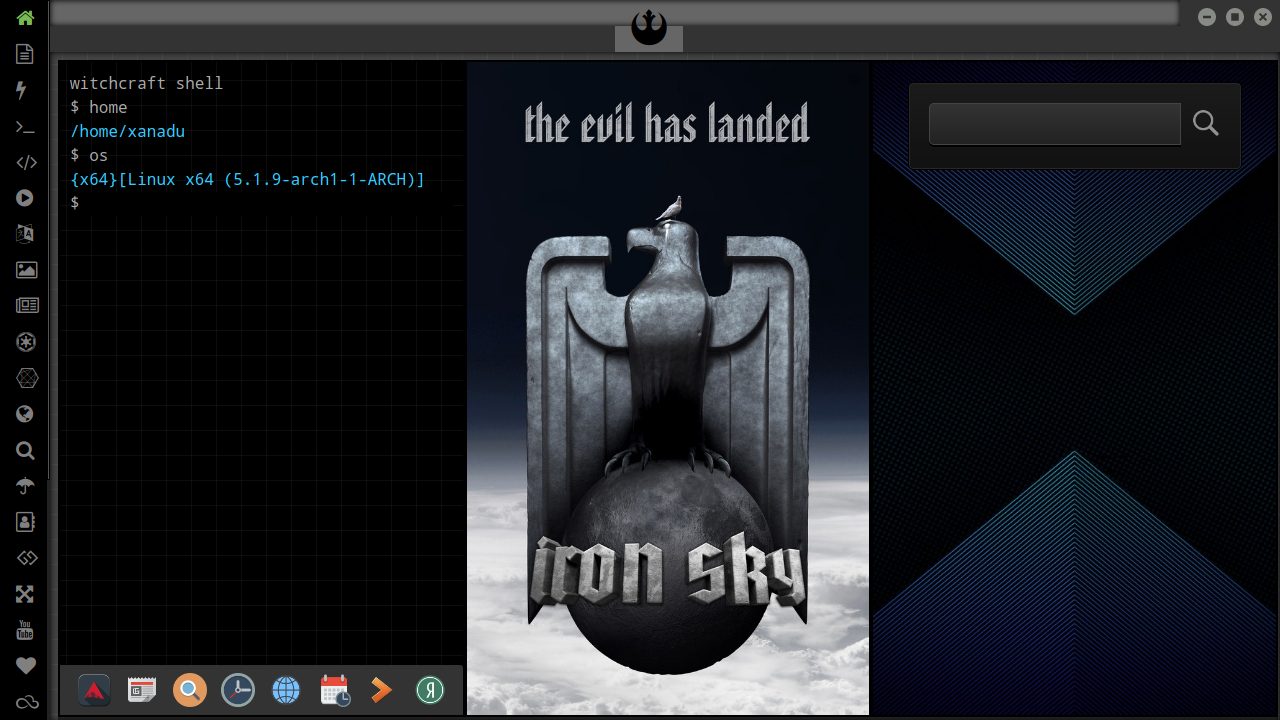 witchcraft shell
$ home
/home/xanadu
$ os
{x64}[Linux x64 (5.1.9-arch1-1-ARCH)]
$
the evil has landed
iron sky
You
Tube
Я